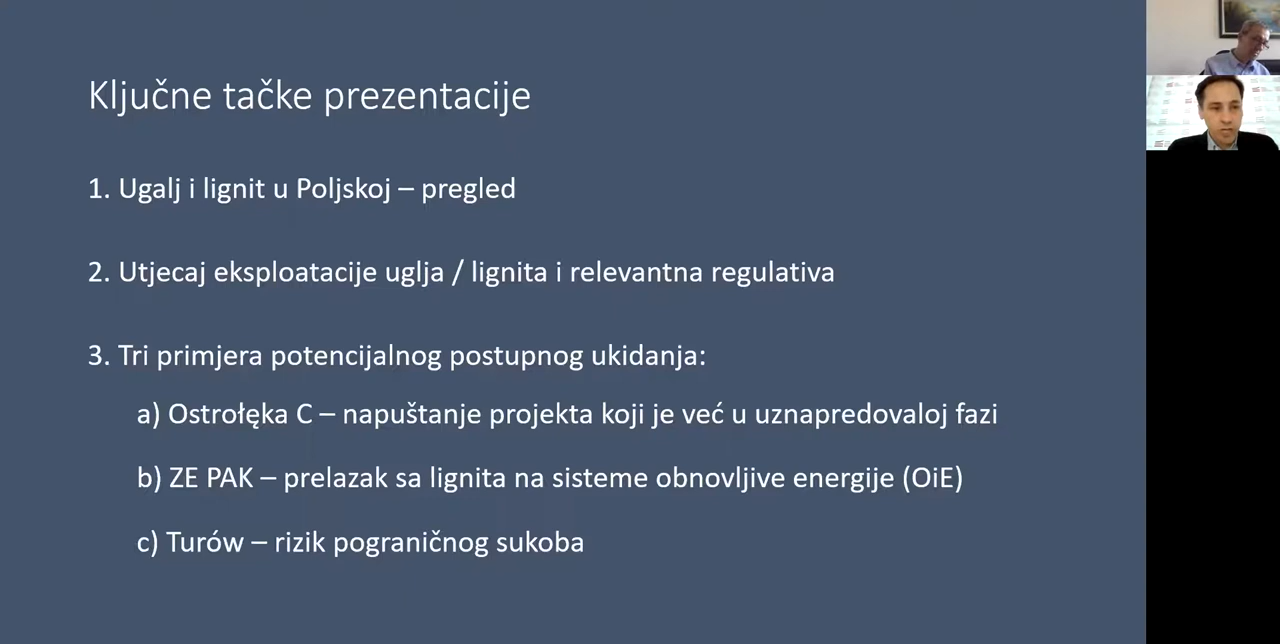 Ključne tačke prezentacije
1. Ugalj i lignit u Poljskoj – pregled
2. Utjecaj eksploatacije uglja / lignita i relevantna regulativa
3. Tri primjera potencijalnog postupnog ukidanja:
a) Ostrołęka C – napuštanje projekta koji je već u uznapredovaloj fazi
b) ZE PAK – prelazak sa lignita na sisteme obnovljive energije (OiE)
c) Turów – rizik pograničnog sukoba